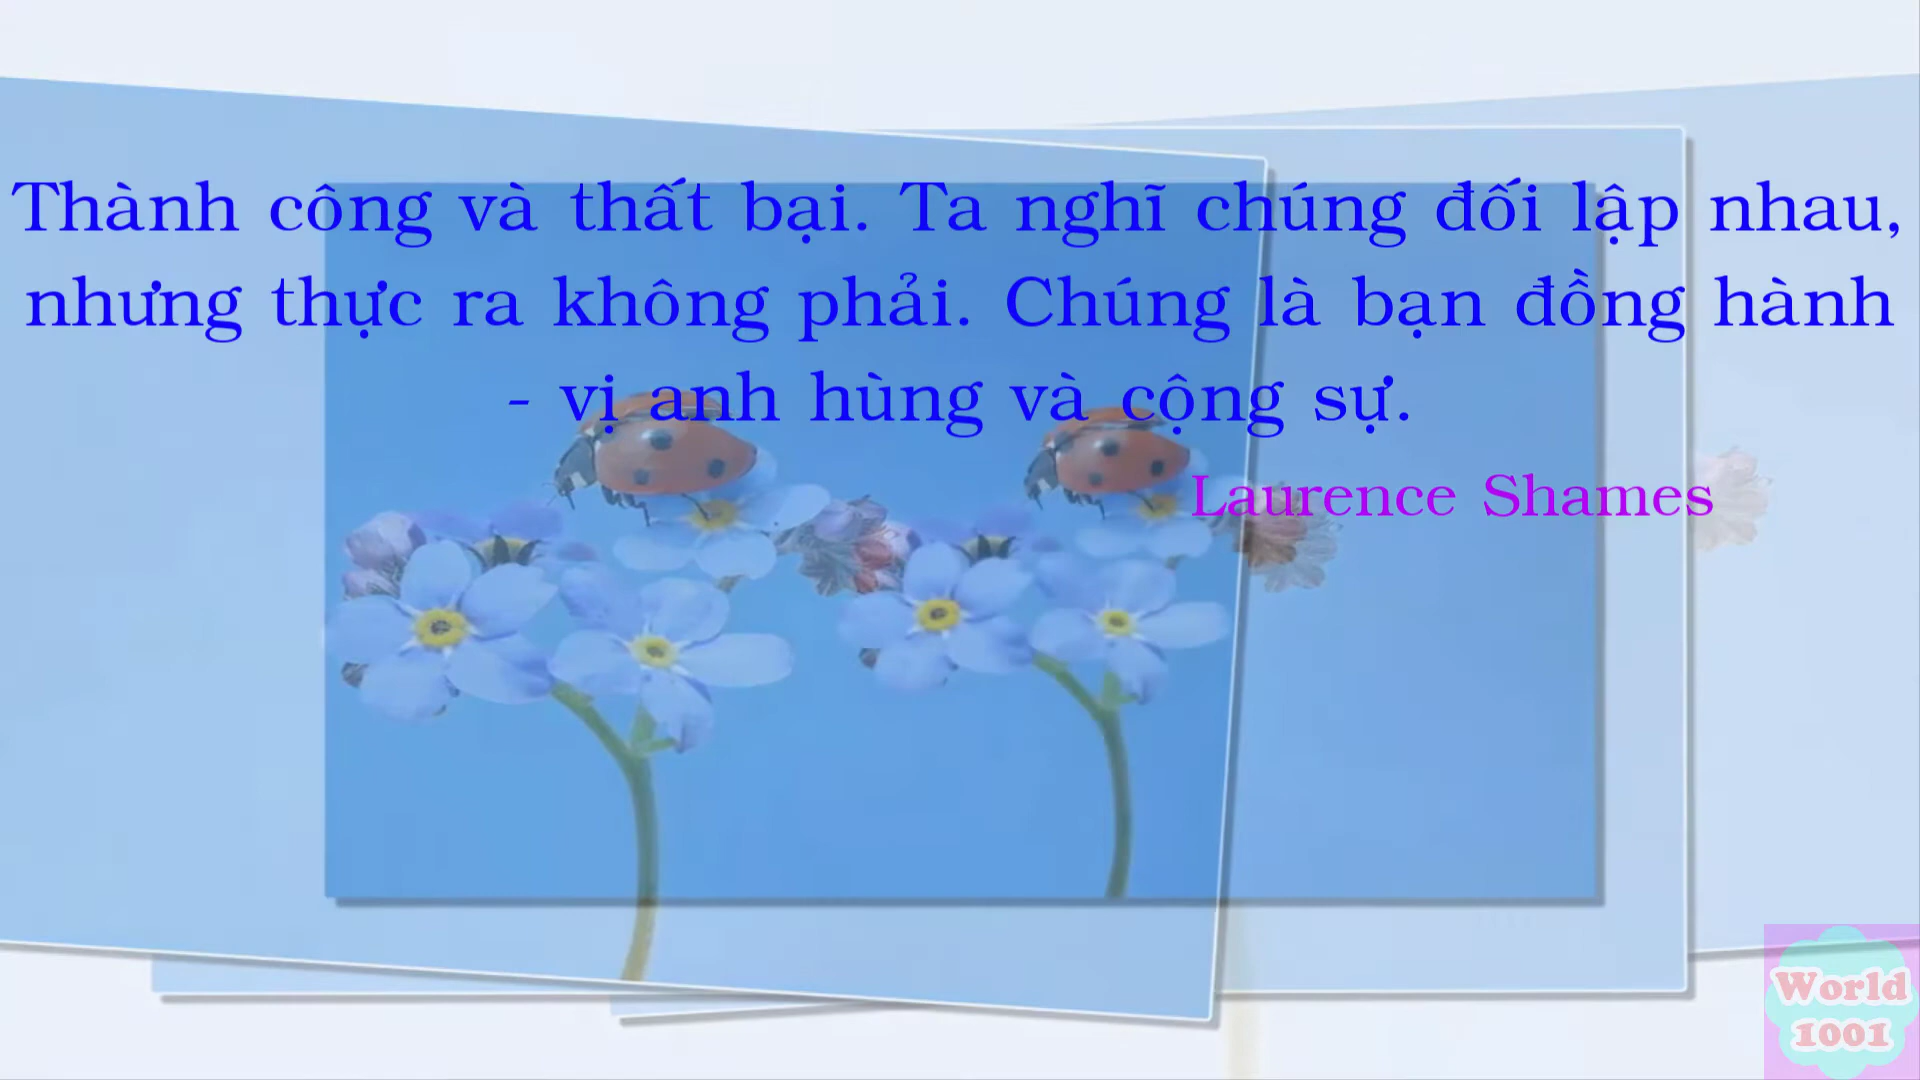 Thành công và thất bại. Ta nghĩ chúng đối lập nhau,
nhưng thực ra không phải. Chúng là bạn đồng hành
- vị anh hùng và cộng sự.
Laurence Shames
World
1001